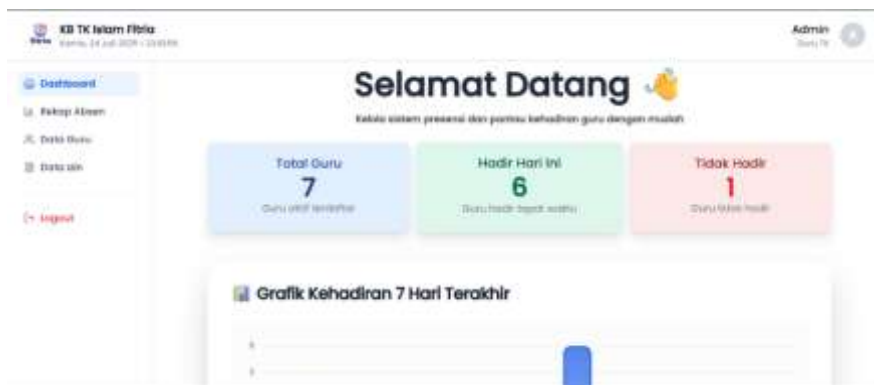 KB TK Islam Fitria
Admin
Guru TK
Dashboard
Rekap Absen
Data Guru
Data Izin
Logout
Selamat Datang 👋
Kelola sistem presensi dan pantau kehadiran guru dengan mudah
Total Guru
7
Guru aktif terdaftar
Hadir Hari Ini
6
Guru hadir tepat waktu
Tidak Hadir
1
Guru tidak hadir
Grafik Kehadiran 7 Hari Terakhir